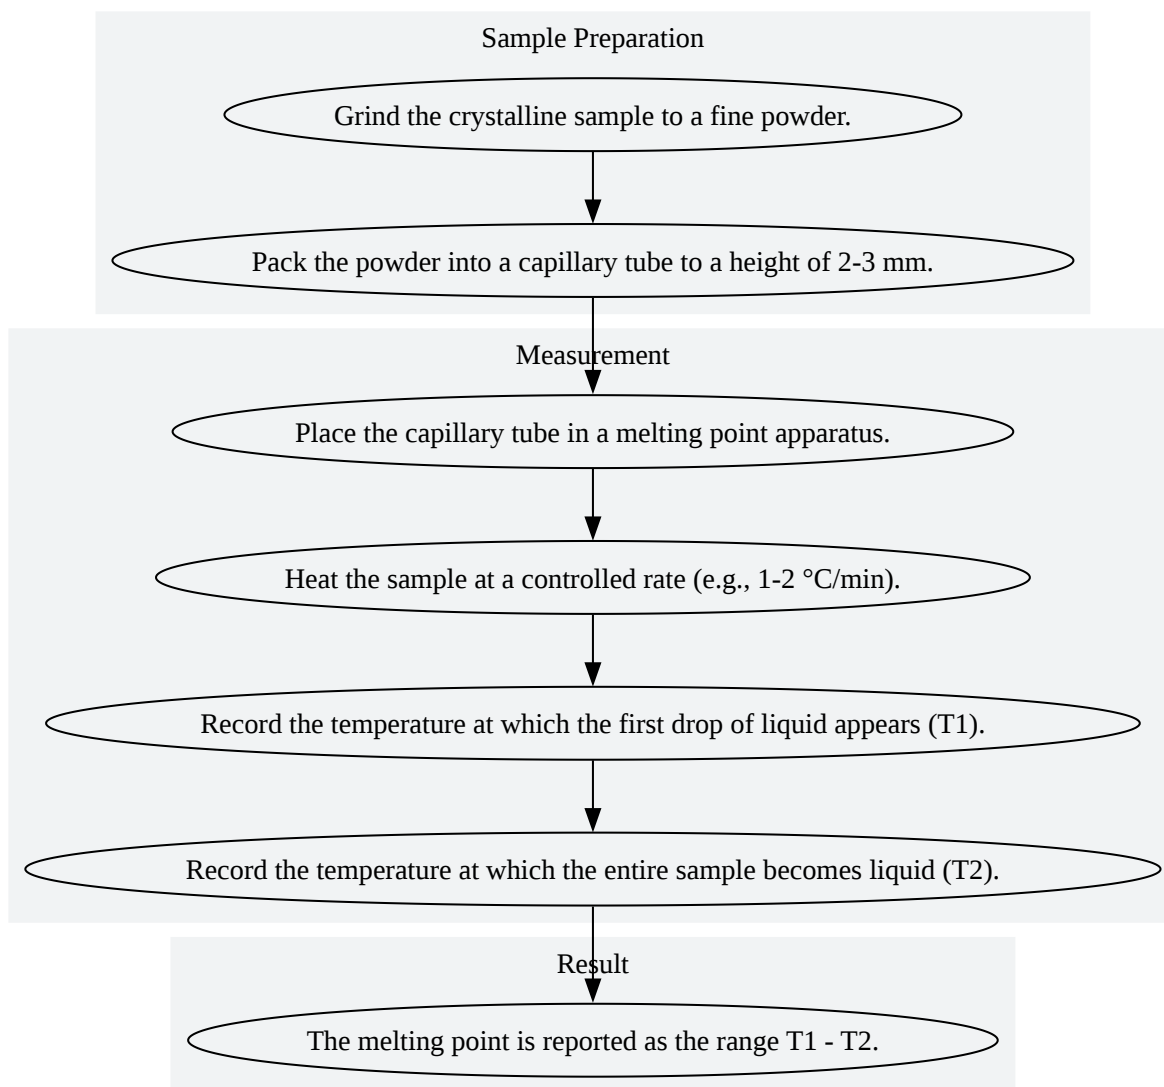 Sample Preparation
Grind the crystalline sample to a fine powder.
Pack the powder into a capillary tube to a height of 2-3 mm.
Measurement
Place the capillary tube in a melting point apparatus.
Heat the sample at a controlled rate (e.g., 1-2 °C/min).
Record the temperature at which the first drop of liquid appears (T1).
Record the temperature at which the entire sample becomes liquid (T2).
Result
The melting point is reported as the range T1 - T2.